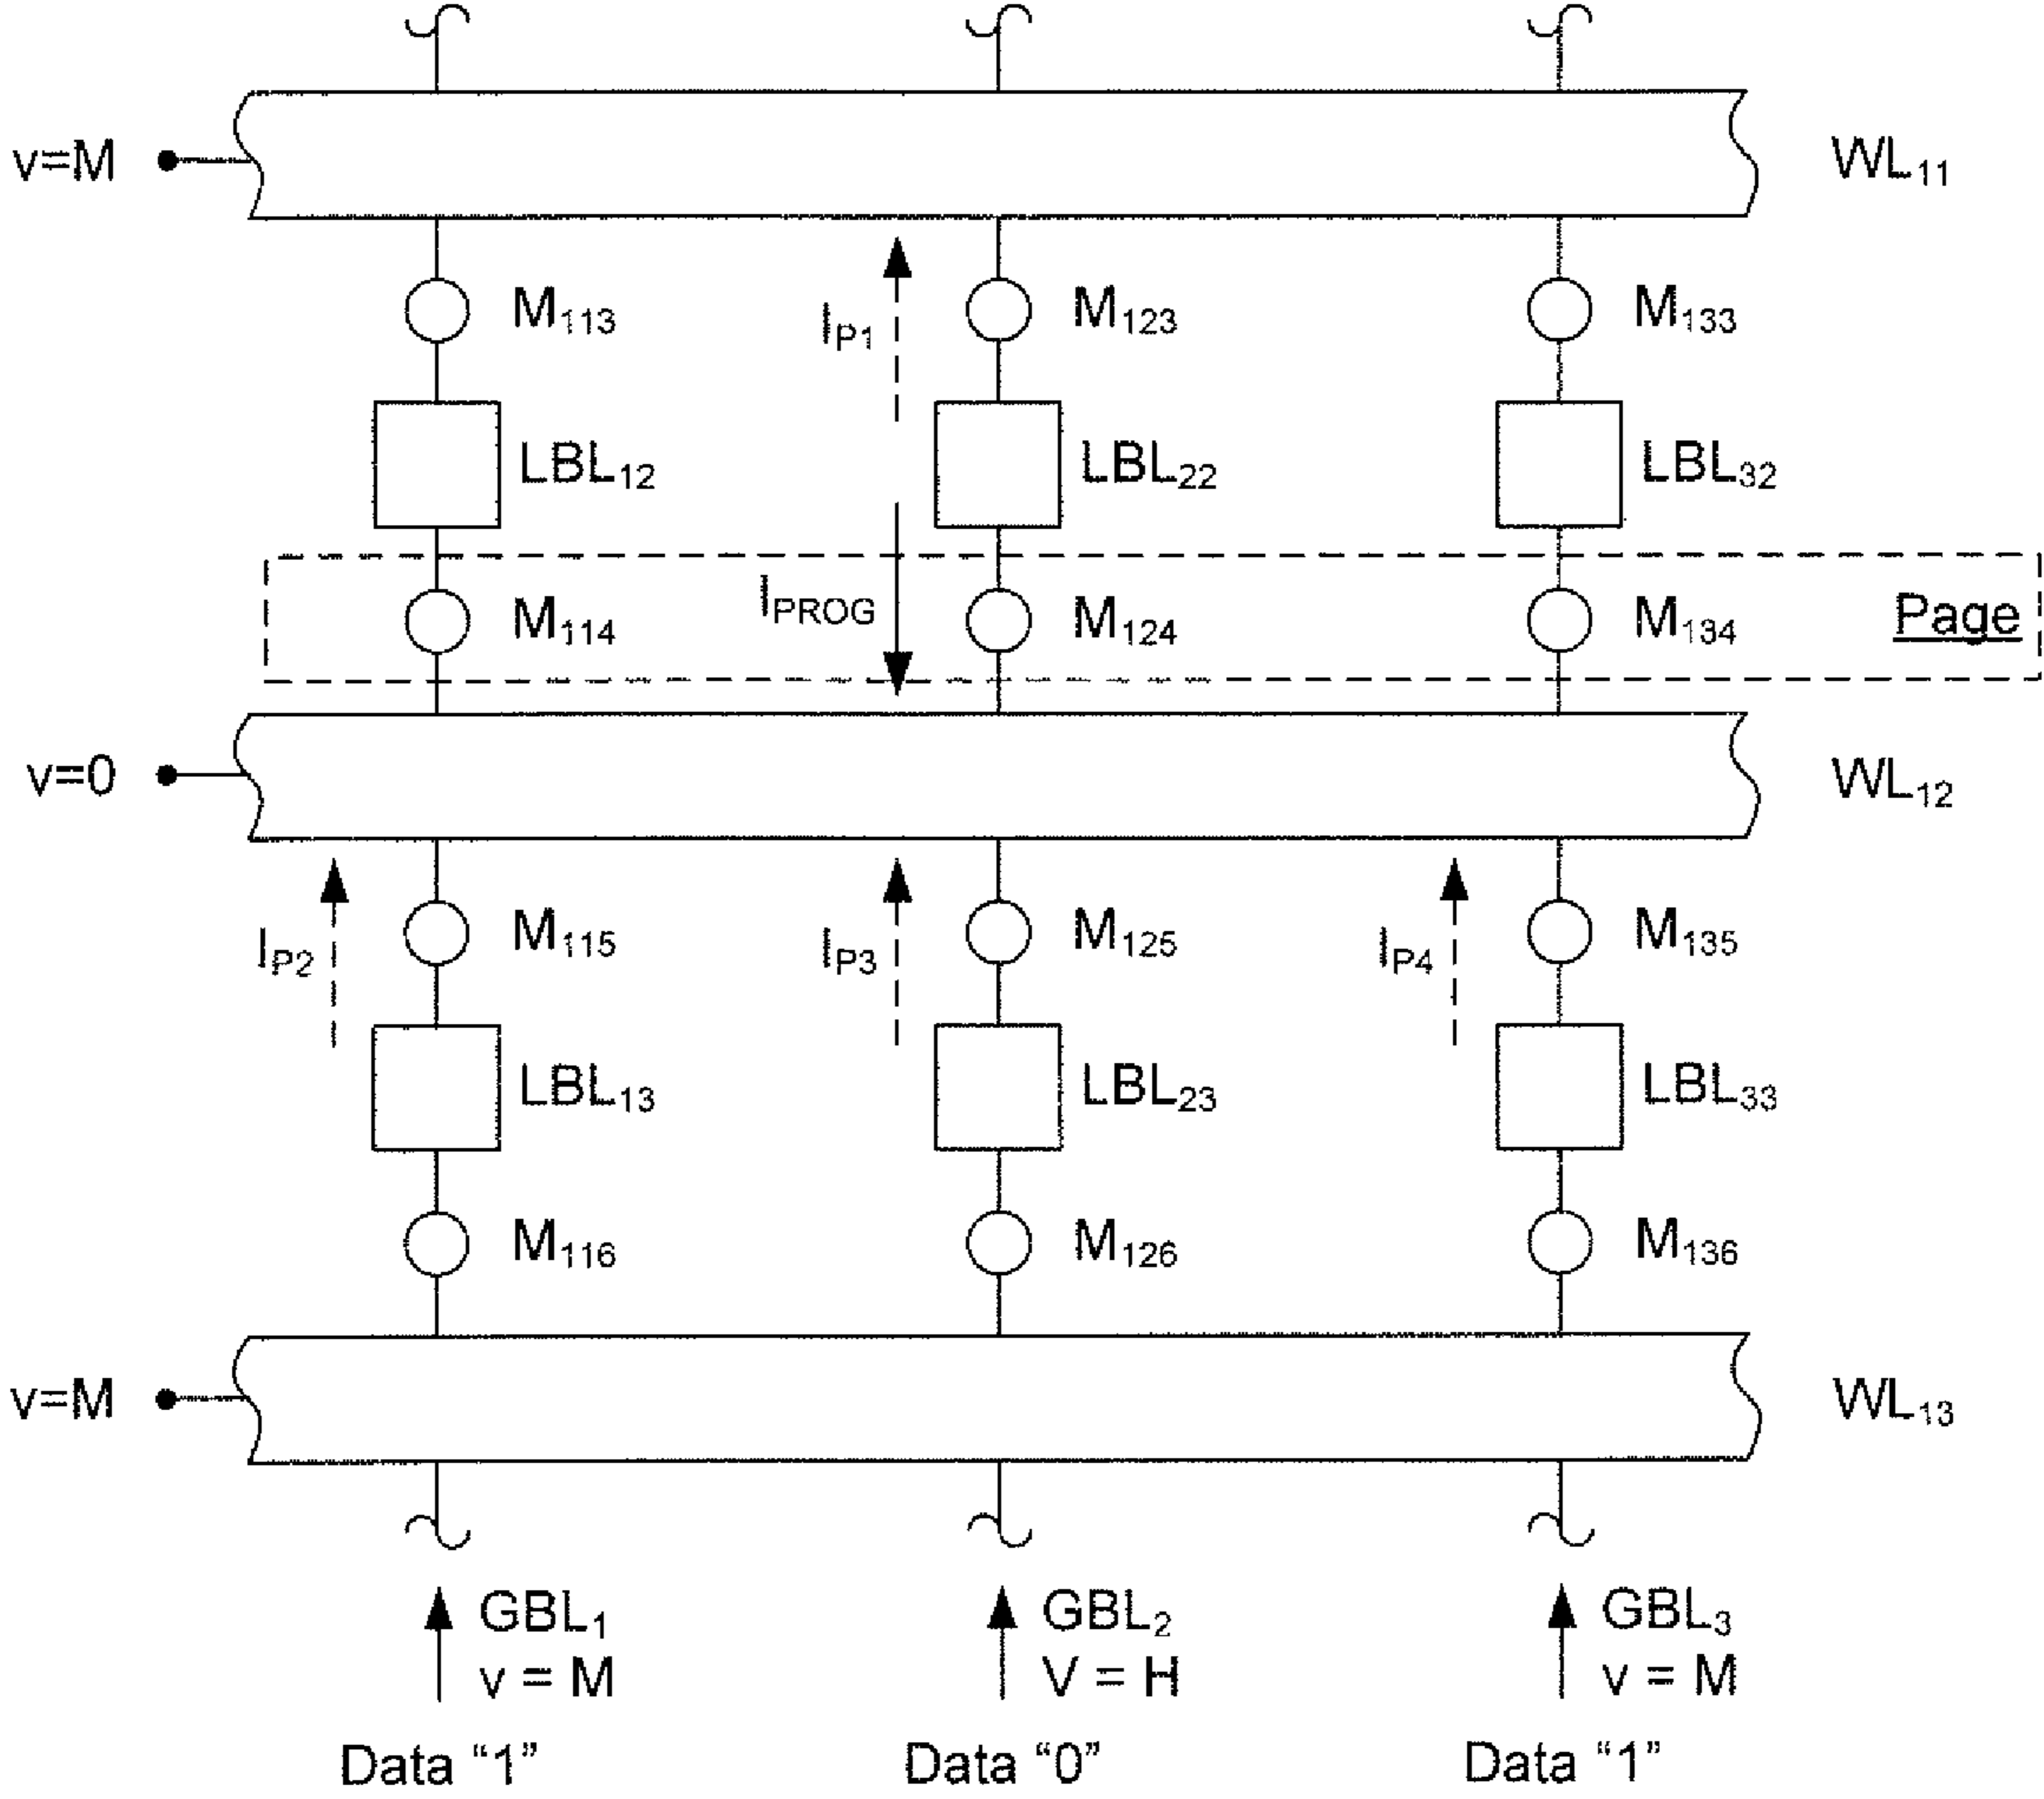 v=M WL11
M113 IP1 M123 M133
LBL12 LBL22 LBL32
M114 IPROG M124 M134 Page
v=0 WL12
IP2 M115 IP3 M125 IP4 M135
LBL13 LBL23 LBL33
M116 M126 M136
v=M WL13
GBL1 GBL2 GBL3
v = M V = H v = M
Data “1” Data “0” Data “1”